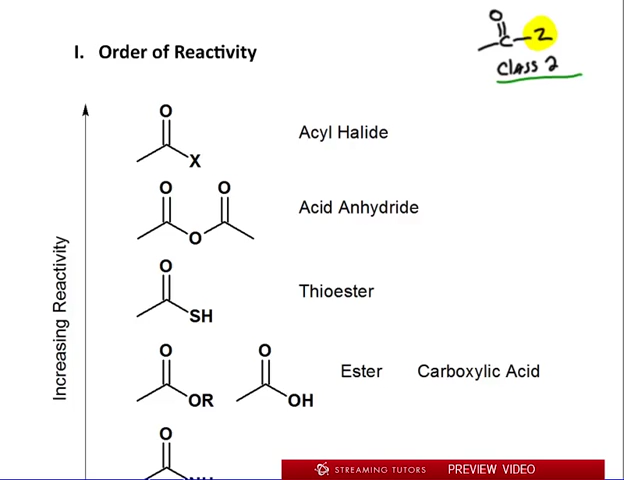 I. Order of Reactivity
O
C-Z
Class 2
O
X
Acyl Halide
O O
O
Acid Anhydride
O
SH
Thioester
O O
OR OH
Ester Carboxylic Acid
O
Increasing Reactivity
STREAMING TUTORS PREVIEW VIDEO